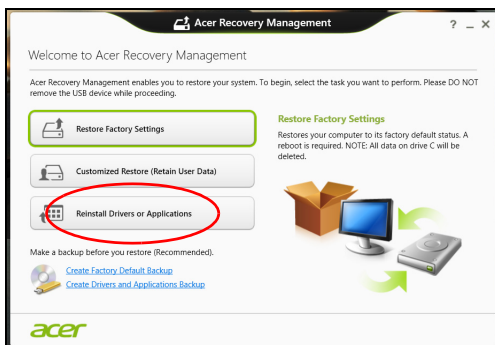 Acer Recovery Management
? _ ×
Welcome to Acer Recovery Management
Acer Recovery Management enables you to restore your system. To begin, select the task you want to perform. Please DO NOT
remove the USB device while proceeding.
Restore Factory Settings
Customized Restore (Retain User Data)
Reinstall Drivers or Applications
Restore Factory Settings
Restores your computer to its factory default status. A
reboot is required. NOTE: All data on drive C will be
deleted.
Make a backup before you restore (Recommended).
Create Factory Default Backup
Create Drivers and Applications Backup
acer